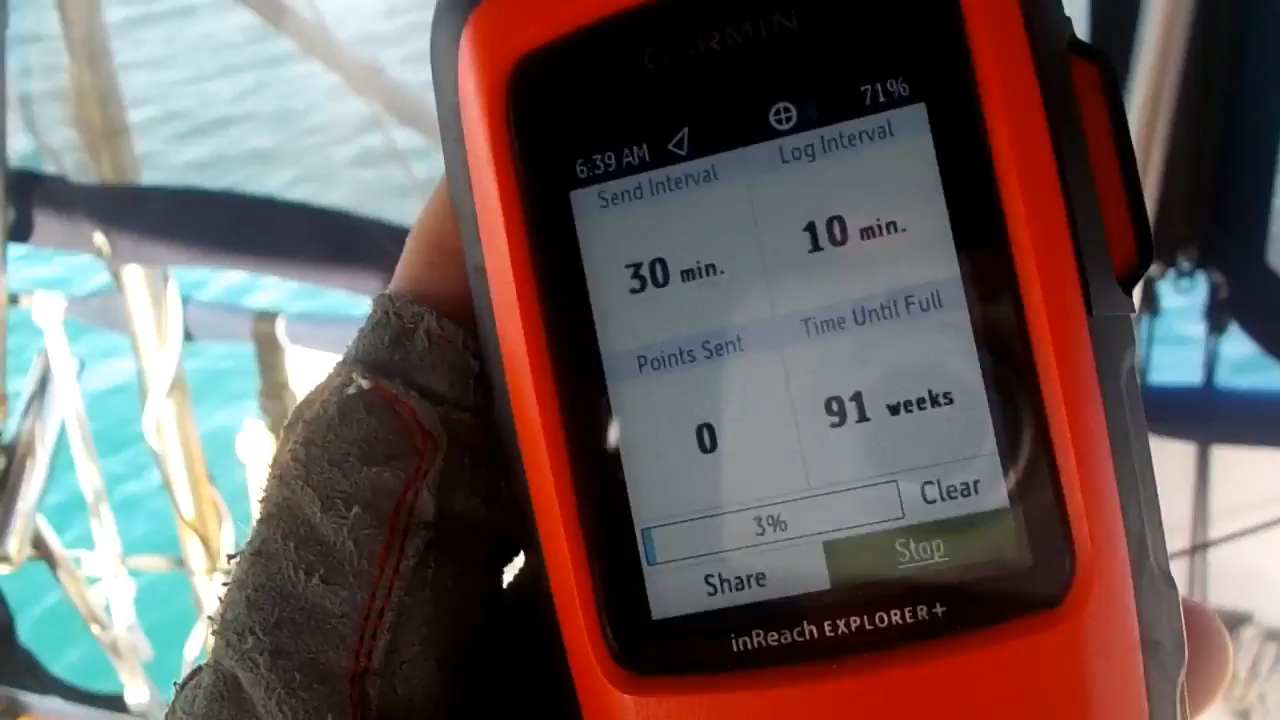 GARMIN
6:39 AM 71%
Send Interval Log Interval
30 min. 10 min.
Points Sent Time Until Full
0 91 weeks
3% Clear
Share Stop
inReach EXPLORER+